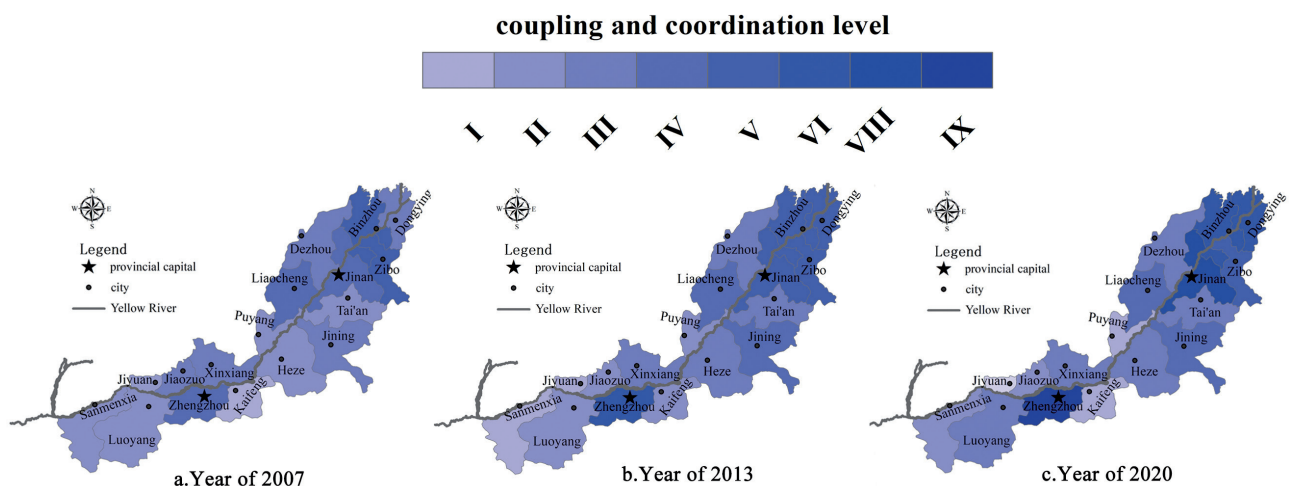 coupling and coordination level
I II III IV V VI VIII IX
N
W E
S
Legend
provincial capital
city
Yellow River
Binzhou
Dongying
Dezhou
Zibo
Jinan
Liaocheng
Tai'an
Puyang
Jining
Heze
Xinxiang
Jiaozuo
Jiyuan
Kaifeng
Sanmenxia
Zhengzhou
Luoyang
a.Year of 2007
N
W E
S
Legend
provincial capital
city
Yellow River
Binzhou
Dongying
Dezhou
Zibo
Jinan
Liaocheng
Tai'an
Puyang
Jining
Heze
Xinxiang
Jiaozuo
Jiyuan
Kaifeng
Sanmenxia
Zhengzhou
Luoyang
b.Year of 2013
N
W E
S
Legend
provincial capital
city
Yellow River
Binzhou
Dongying
Dezhou
Zibo
Jinan
Liaocheng
Tai'an
Puyang
Jining
Heze
Xinxiang
Jiaozuo
Jiyuan
Kaifeng
Sanmenxia
Zhengzhou
Luoyang
c.Year of 2020